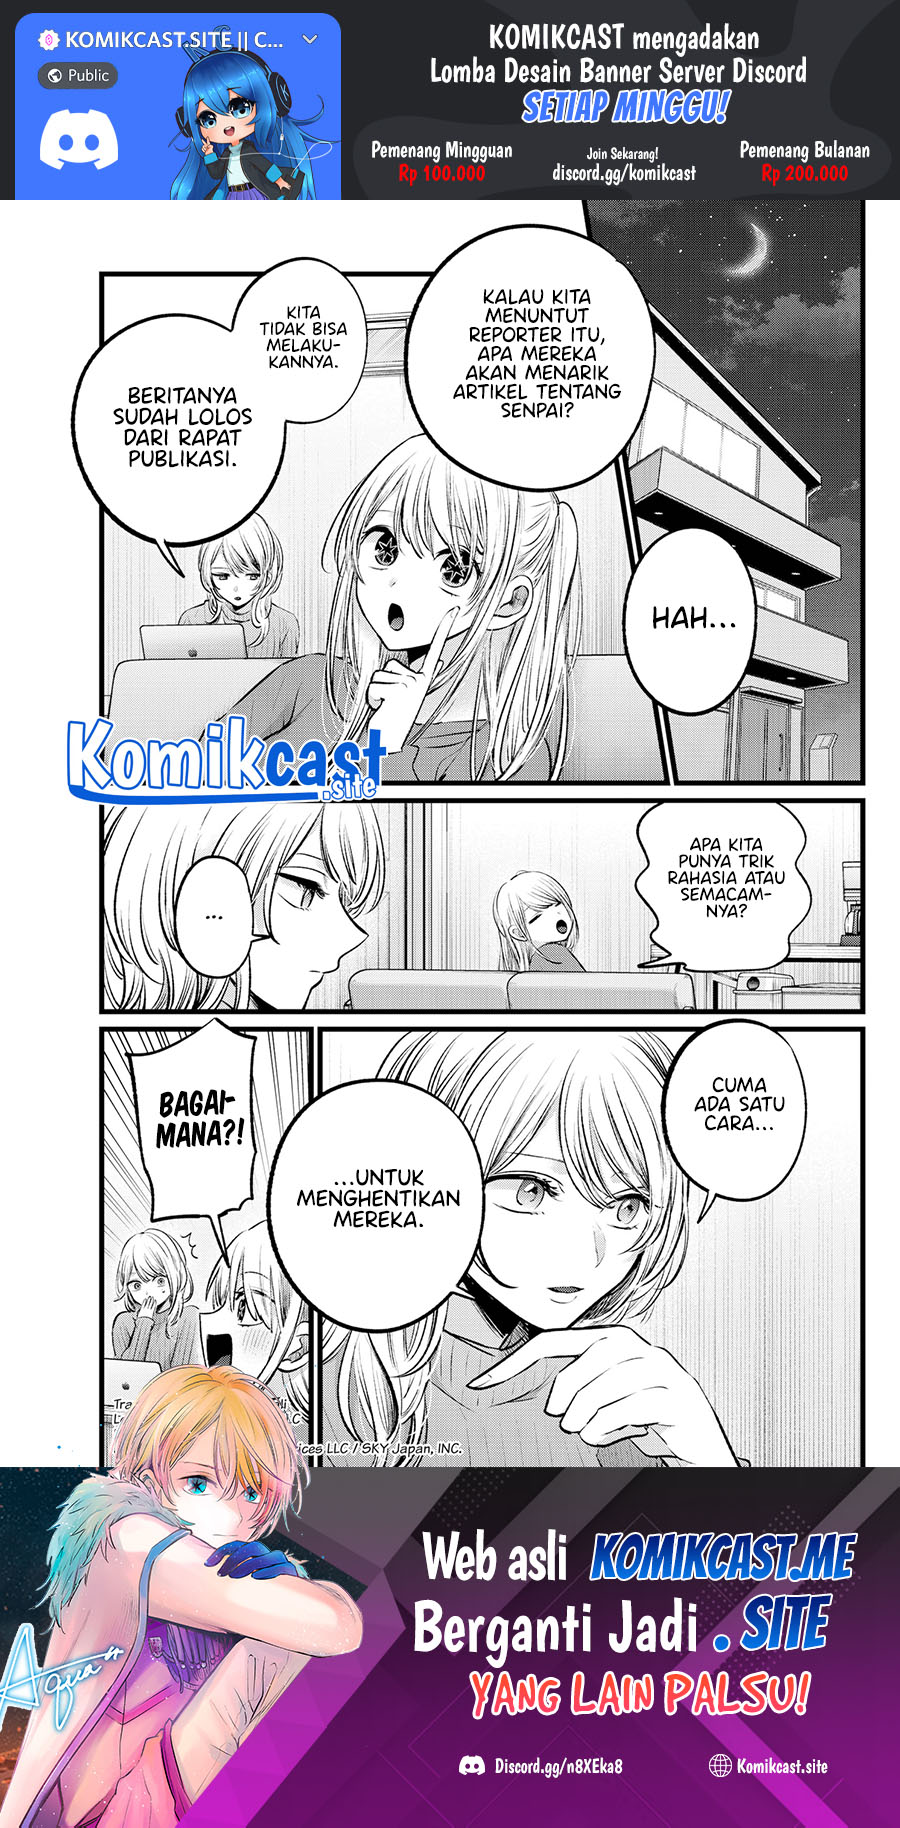 KOMIKCAST.SITE || C...
Public
KOMIKCAST mengadakan
Lomba Desain Banner Server Discord
SETIAP MINGGU!
Pemenang Mingguan
Rp 100.000
Join Sekarang!
discord.gg/komikcast
Pemenang Bulanan
Rp 200.000
HAH...
KALAU KITA
MENUNTUT
REPORTER ITU,
APA MEREKA
AKAN MENARIK
ARTIKEL TENTANG
SENPAI?
KITA
TIDAK BISA
MELAKU-
KANNYA.
BERITANYA
SUDAH LOLOS
DARI RAPAT
PUBLIKASI.
Komikcast
.site
APA KITA
PUNYA TRIK
RAHASIA ATAU
SEMACAM-
NYA?
...
CUMA
ADA SATU
CARA...
...UNTUK
MENGHENTIKAN
MEREKA.
BAGAI-
MANA?!
ices LLC / SKY Japan, INC.
Aqua
Web asli KOMIKCAST.ME
Berganti Jadi .SITE
YANG LAIN PALSU!
Discord.gg/n8XEka8
Komikcast.site